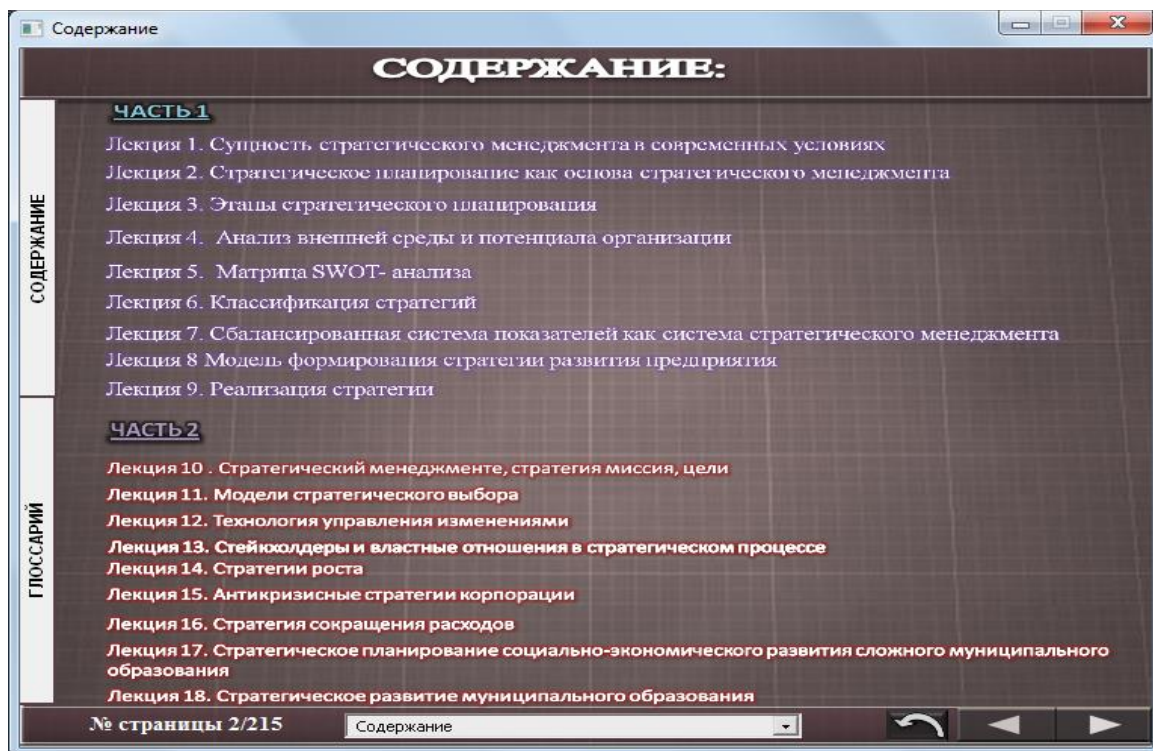 Содержание
СОДЕРЖАНИЕ:
СОДЕРЖАНИЕ
ГЛОССАРИЙ
ЧАСТЬ 1
Лекция 1. Сущность стратегического менеджмента в современных условиях
Лекция 2. Стратегическое планирование как основа стратегического менеджмента
Лекция 3. Этапы стратегического планирования
Лекция 4. Анализ внешней среды и потенциала организации
Лекция 5. Матрица SWOT- анализа
Лекция 6. Классификация стратегий
Лекция 7. Сбалансированная система показателей как система стратегического менеджмента
Лекция 8 Модель формирования стратегии развития предприятия
Лекция 9. Реализация стратегии
ЧАСТЬ 2
Лекция 10 . Стратегический менеджменте, стратегия миссия, цели
Лекция 11. Модели стратегического выбора
Лекция 12. Технология управления изменениями
Лекция 13. Стейкхолдеры и властные отношения в стратегическом процессе
Лекция 14. Стратегии роста
Лекция 15. Антикризисные стратегии корпорации
Лекция 16. Стратегия сокращения расходов
Лекция 17. Стратегическое планирование социально-экономического развития сложного муниципального
образования
Лекция 18. Стратегическое развитие муниципального образования
№ страницы 2/215
Содержание